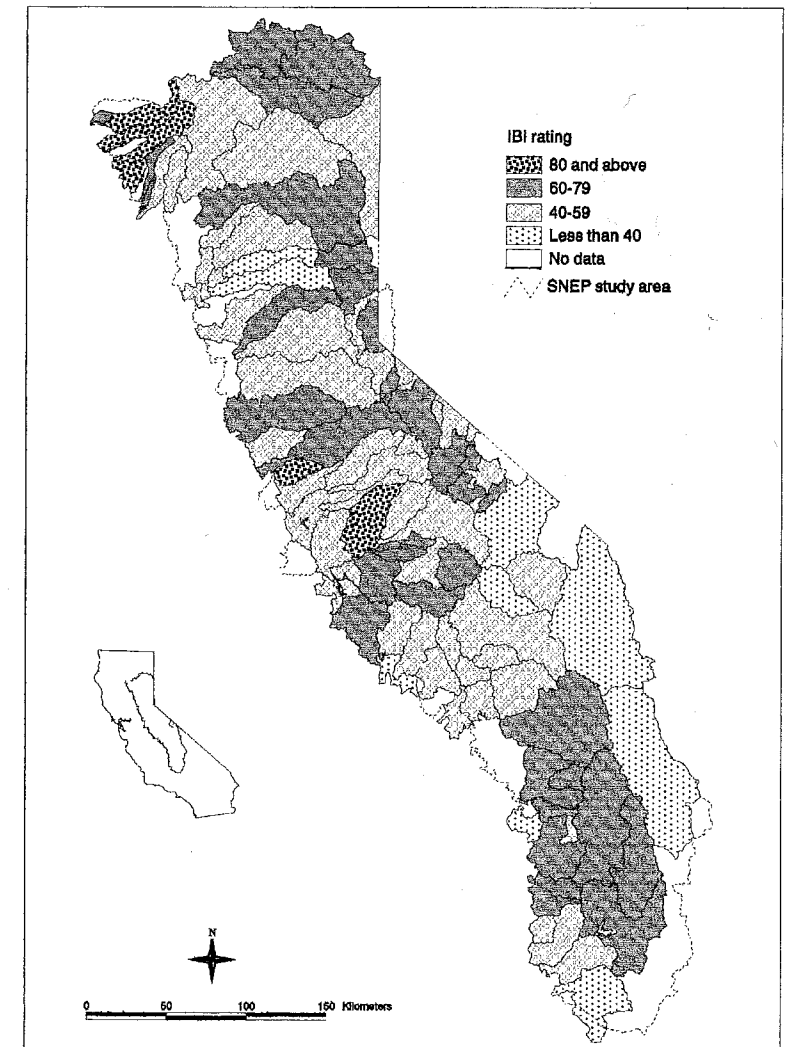 IBI rating
80 and above
60-79
40-59
Less than 40
No data
SNEP study area
N
0 50 100 150 Kilometers